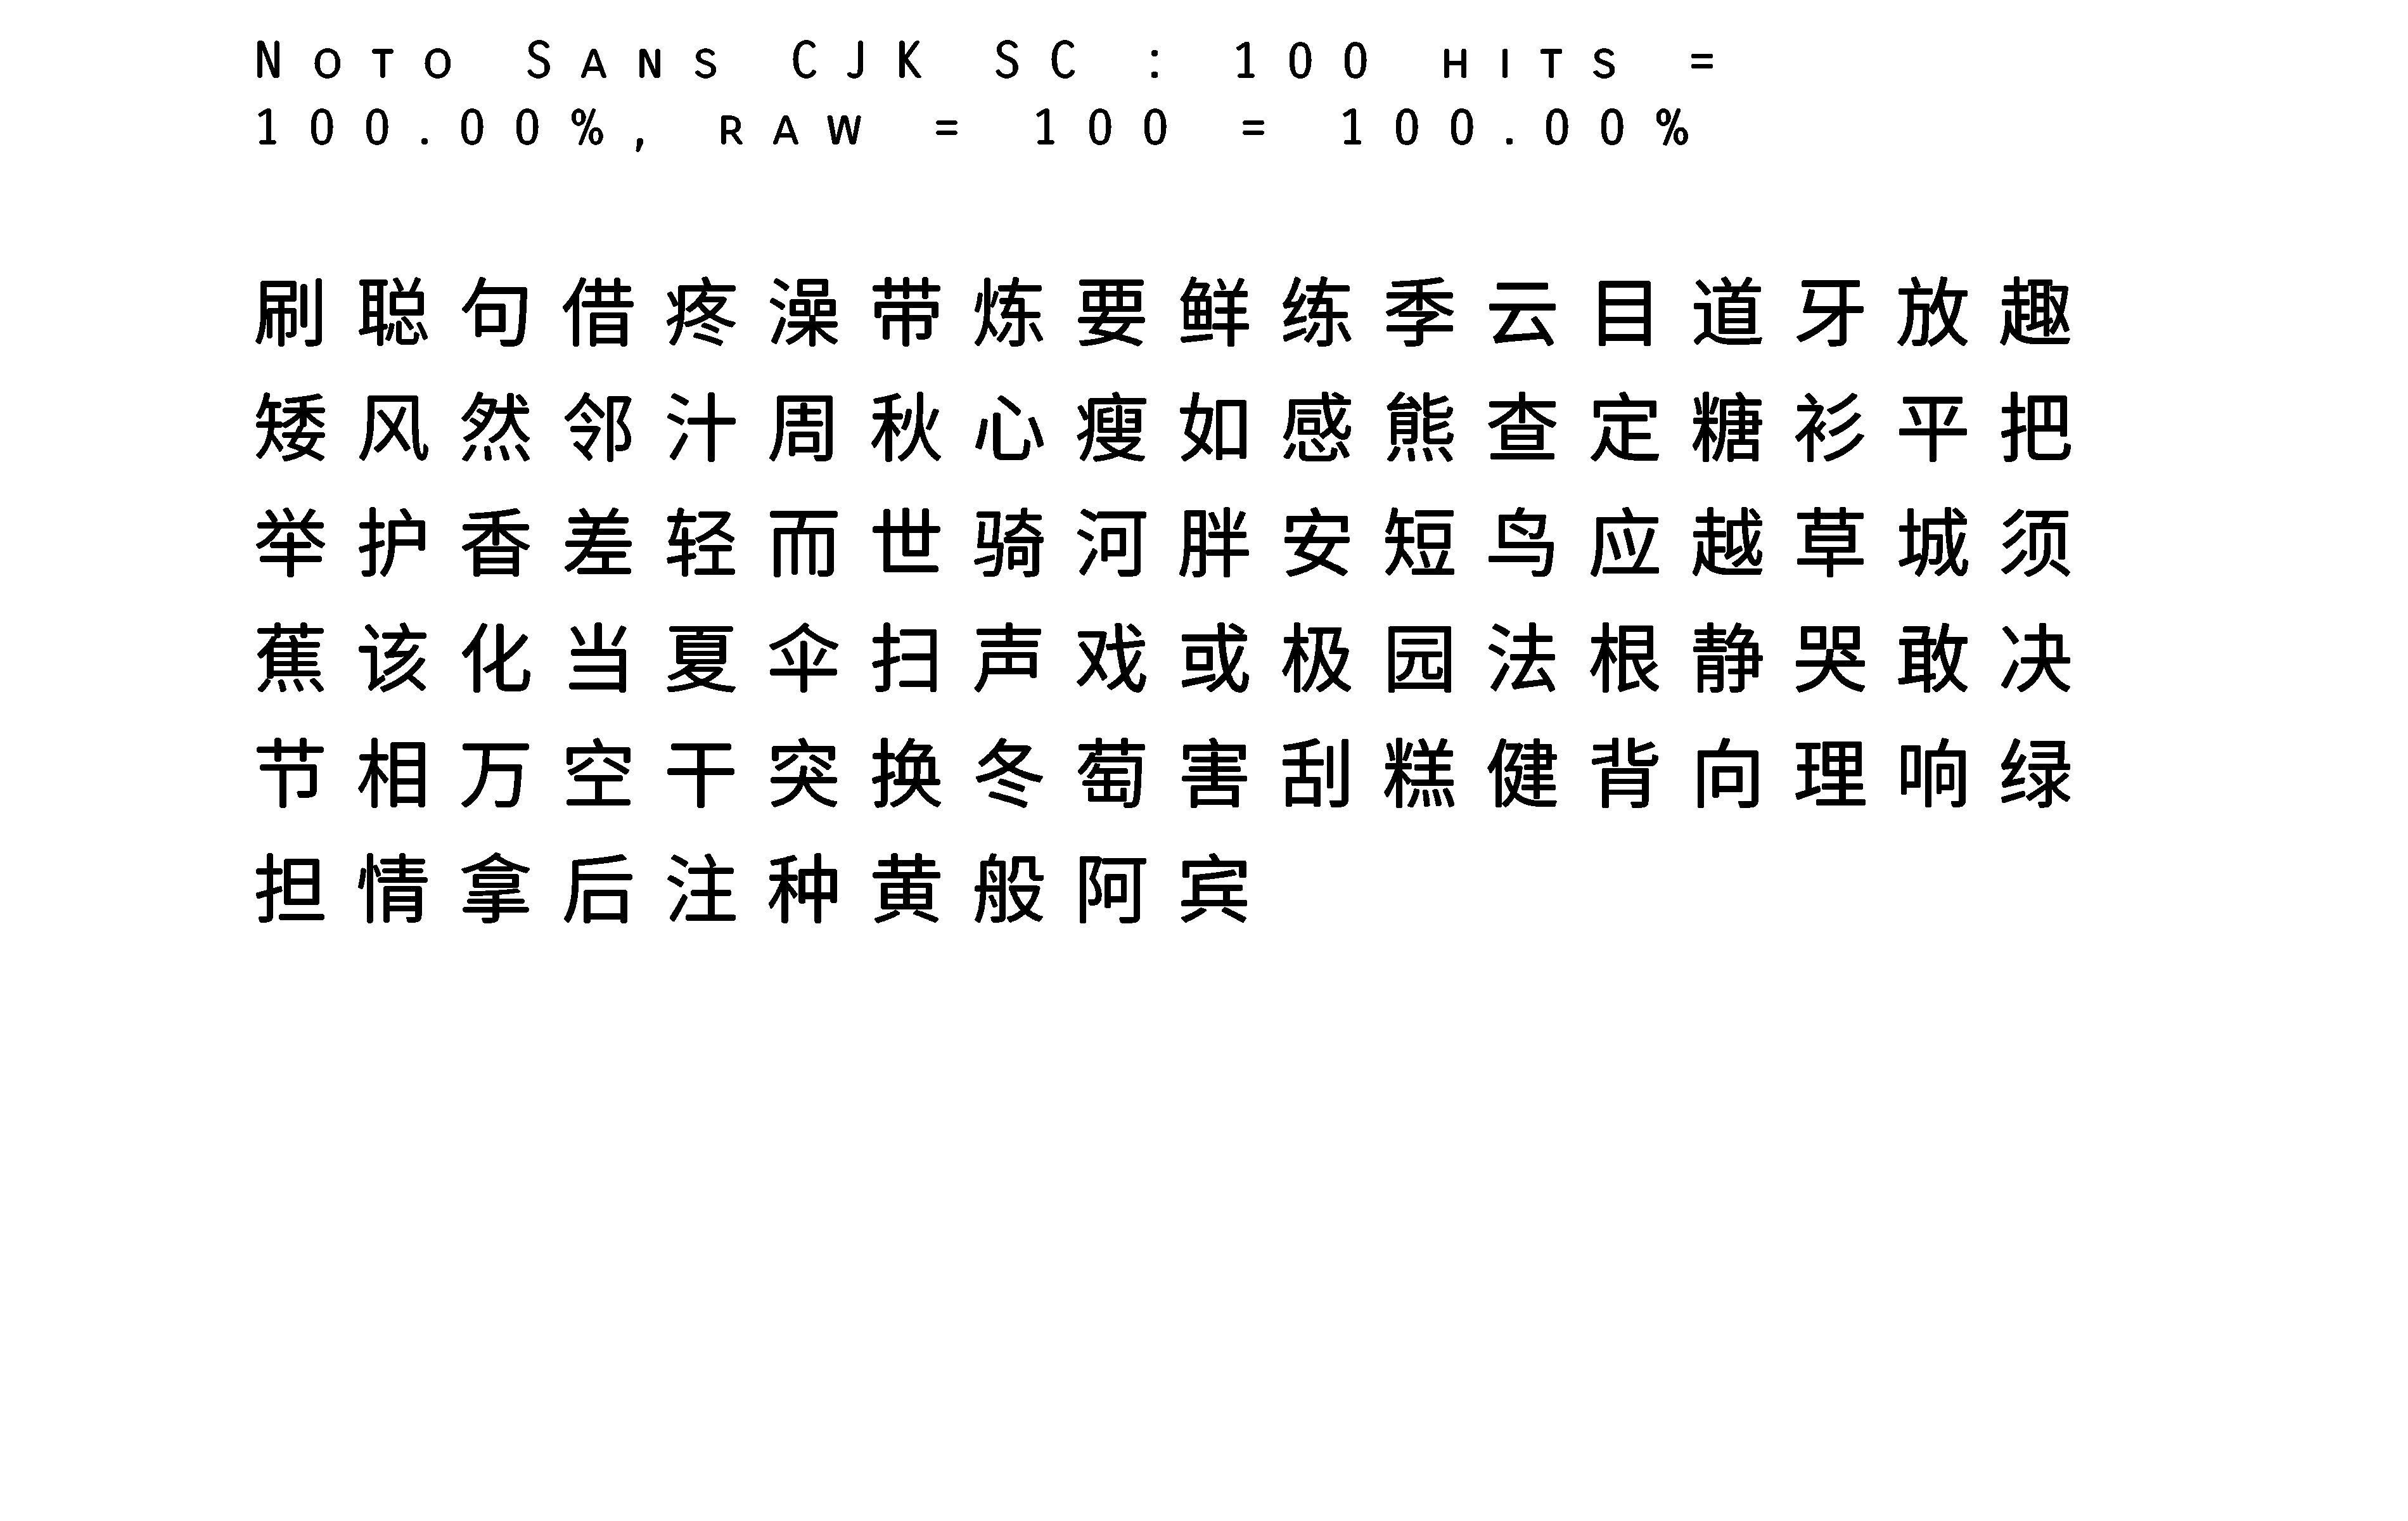 Noto Sans CJK SC : 100 hits =
100.00%, raw = 100 = 100.00%
刷聪句借疼澡带炼要鲜练季云目道牙放趣
矮风然邻汁周秋心瘦如感熊查定糖衫平把
举护香差轻而世骑河胖安短鸟应越草城须
蕉该化当夏伞扫声戏或极园法根静哭敢决
节相万空干突换冬萄害刮糕健背向理响绿
担情拿后注种黄般阿宾